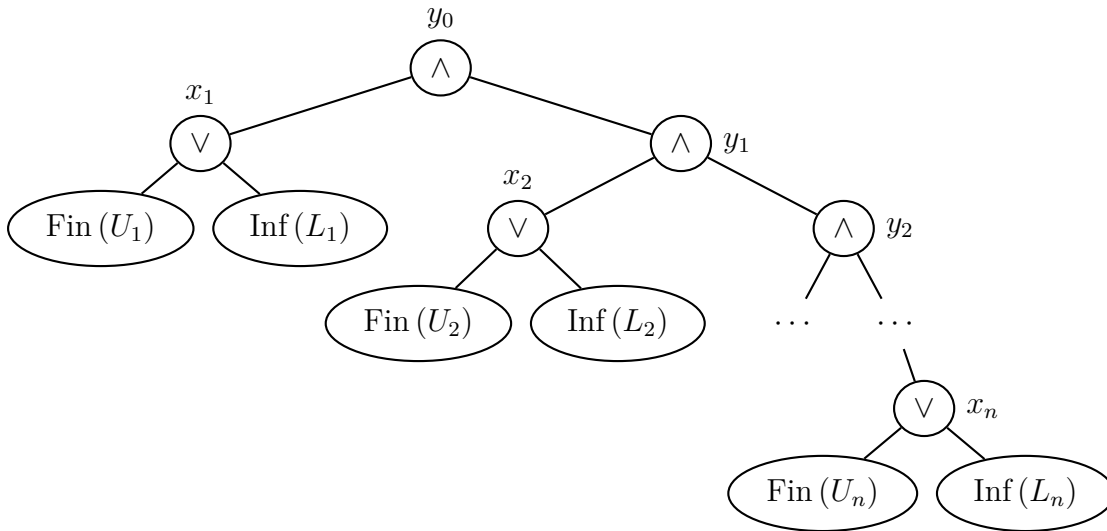 y₀
∧
x₁
∨ ∧ y₁
x₂
Fin (U₁) Inf (L₁) ∨ ∧ y₂
Fin (U₂) Inf (L₂) ⋯ ⋯
∨ xₙ
Fin (Uₙ) Inf (Lₙ)